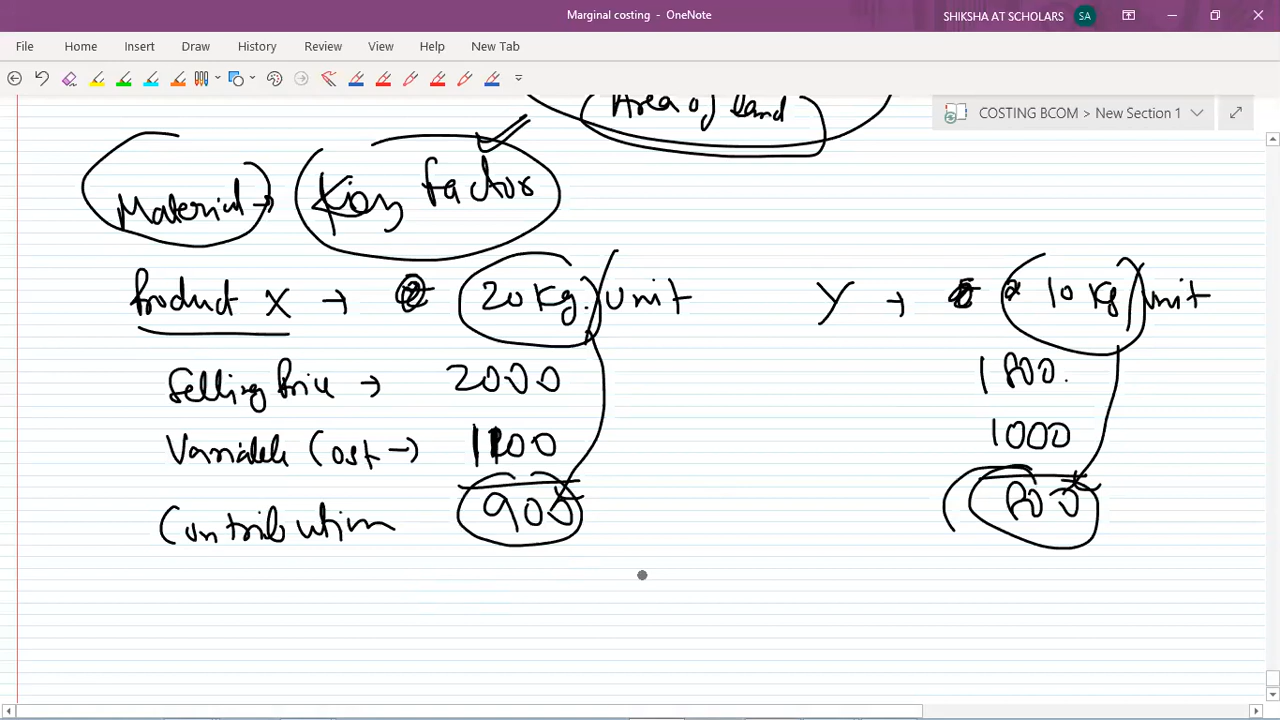 Marginal costing - OneNote
SHIKSHA AT SCHOLARS SA
File Home Insert Draw History Review View Help New Tab
COSTING BCOM > New Section 1
Area of land
Material → Key factor
Product X → 20 Kg. / Unit Y → 10 Kg / Unit
Selling Price → 2000 1800.
Variable Cost → 1100 1000
Contribution 900 800